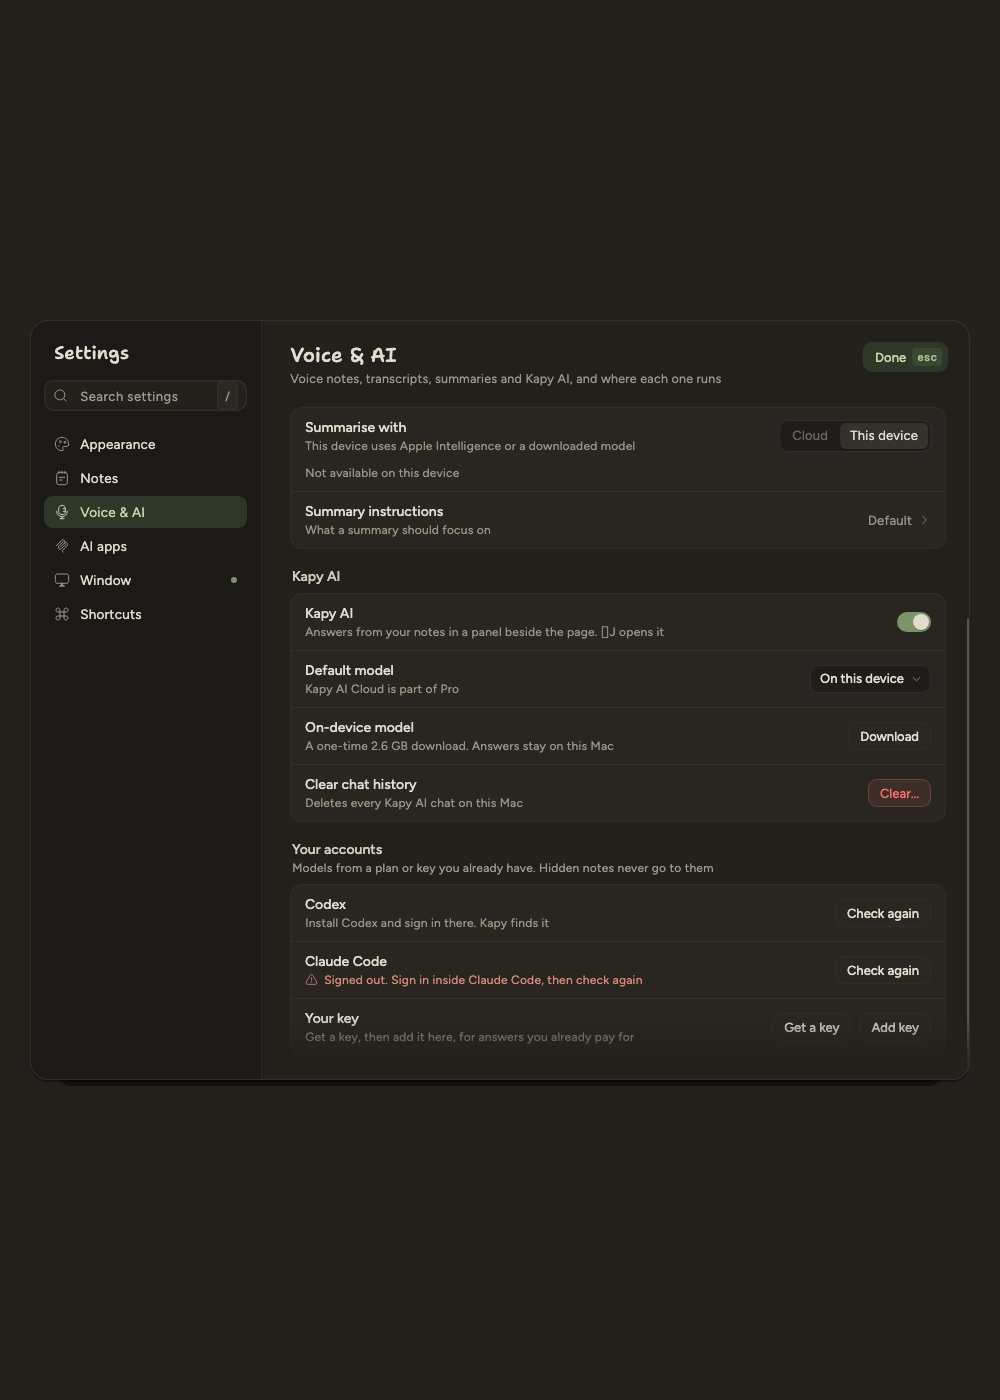 Settings
Search settings /
Appearance
Notes
Voice & AI
AI apps
Window
Shortcuts
Voice & AI
Voice notes, transcripts, summaries and Kapy AI, and where each one runs
Done esc
Summarise with
This device uses Apple Intelligence or a downloaded model
Cloud This device
Not available on this device
Summary instructions
What a summary should focus on
Default
Kapy AI
Kapy AI
Answers from your notes in a panel beside the page. J opens it
Default model
Kapy AI Cloud is part of Pro
On this device
On-device model
A one-time 2.6 GB download. Answers stay on this Mac
Download
Clear chat history
Deletes every Kapy AI chat on this Mac
Clear...
Your accounts
Models from a plan or key you already have. Hidden notes never go to them
Codex
Install Codex and sign in there. Kapy finds it
Check again
Claude Code
Signed out. Sign in inside Claude Code, then check again
Check again
Your key
Get a key, then add it here, for answers you already pay for
Get a key Add key